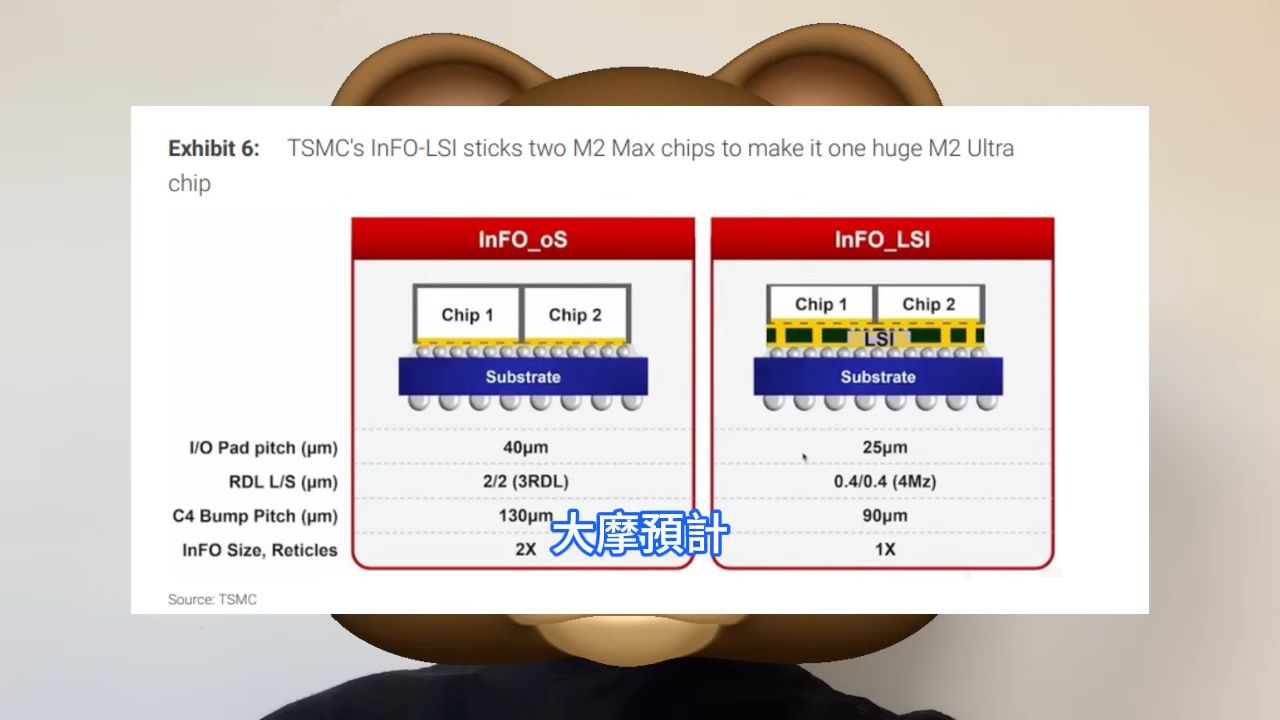 Exhibit 6: TSMC's InFO-LSI sticks two M2 Max chips to make it one huge M2 Ultra
chip
InFO_oS InFO_LSI
Chip 1 Chip 2 Chip 1 Chip 2
LSI
Substrate Substrate
I/O Pad pitch (µm) 40µm 25µm
RDL L/S (µm) 2/2 (3RDL) 0.4/0.4 (4Mz)
C4 Bump Pitch (µm) 130µm 90µm
大摩預計
InFO Size, Reticles 2X 1X
Source: TSMC